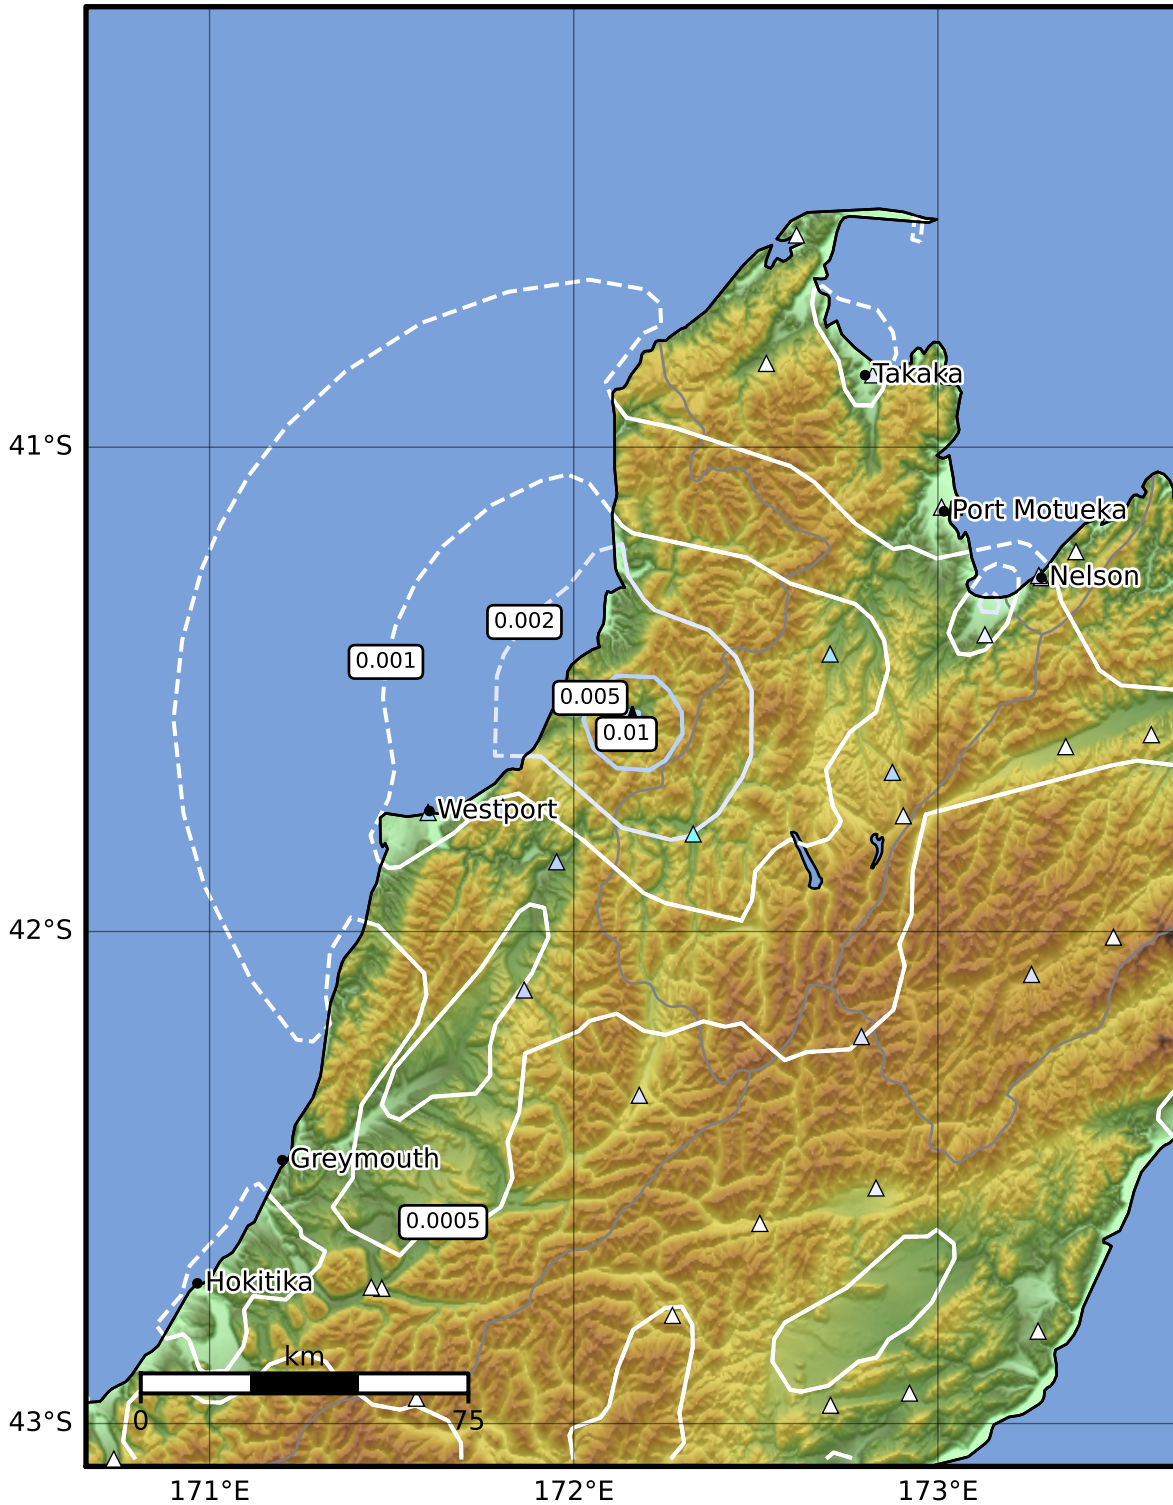 Takaka
41°S
Port Motueka
Nelson
0.002
0.001
0.005
0.01
Westport
42°S
Greymouth
0.0005
Hokitika
km
0
75
43°S
171°E
172°E
173°E